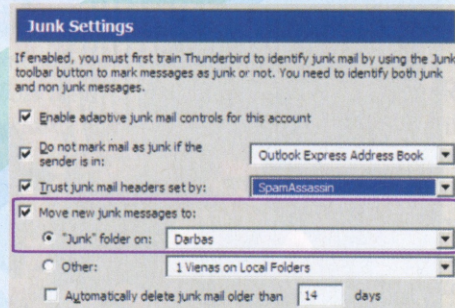 Junk Settings
If enabled, you must first train Thunderbird to identify junk mail by using the Junk
toolbar button to mark messages as junk or not. You need to identify both junk
and non junk messages.
Enable adaptive junk mail controls for this account
Do not mark mail as junk if the
sender is in:
Outlook Express Address Book
Trust junk mail headers set by:
SpamAssassin
Move new junk messages to:
"Junk" folder on:
Darbas
Other:
1 Vienas on Local Folders
Automatically delete junk mail older than 14 days